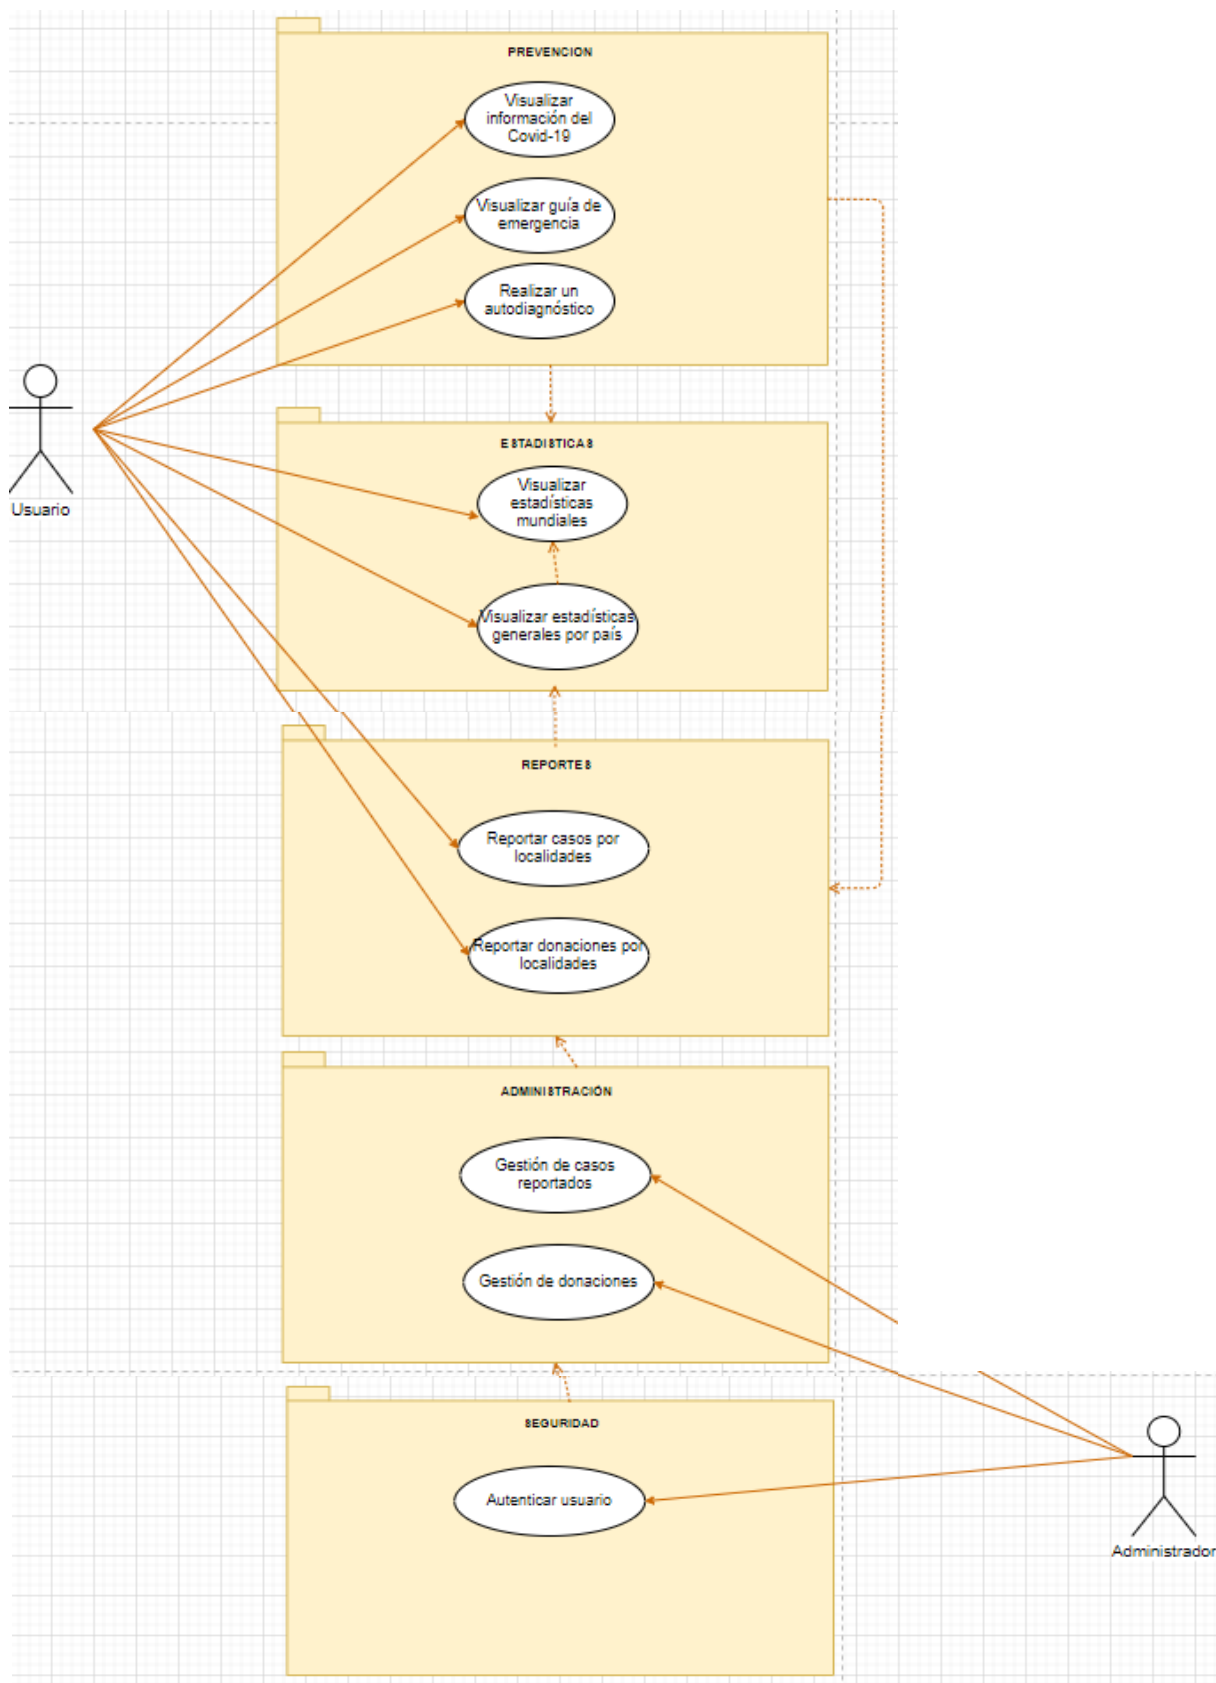 PREVENCION
Visualizar
información del
Covid-19
Visualizar guía de
emergencia
Realizar un
autodiagnóstico
Usuario
ESTADISTICAS
Visualizar
estadísticas
mundiales
Visualizar estadísticas
generales por país
REPORTES
Reportar casos por
localidades
Reportar donaciones por
localidades
ADMINISTRACIÓN
Gestión de casos
reportados
Gestión de donaciones
SEGURIDAD
Autenticar usuario
Administrador